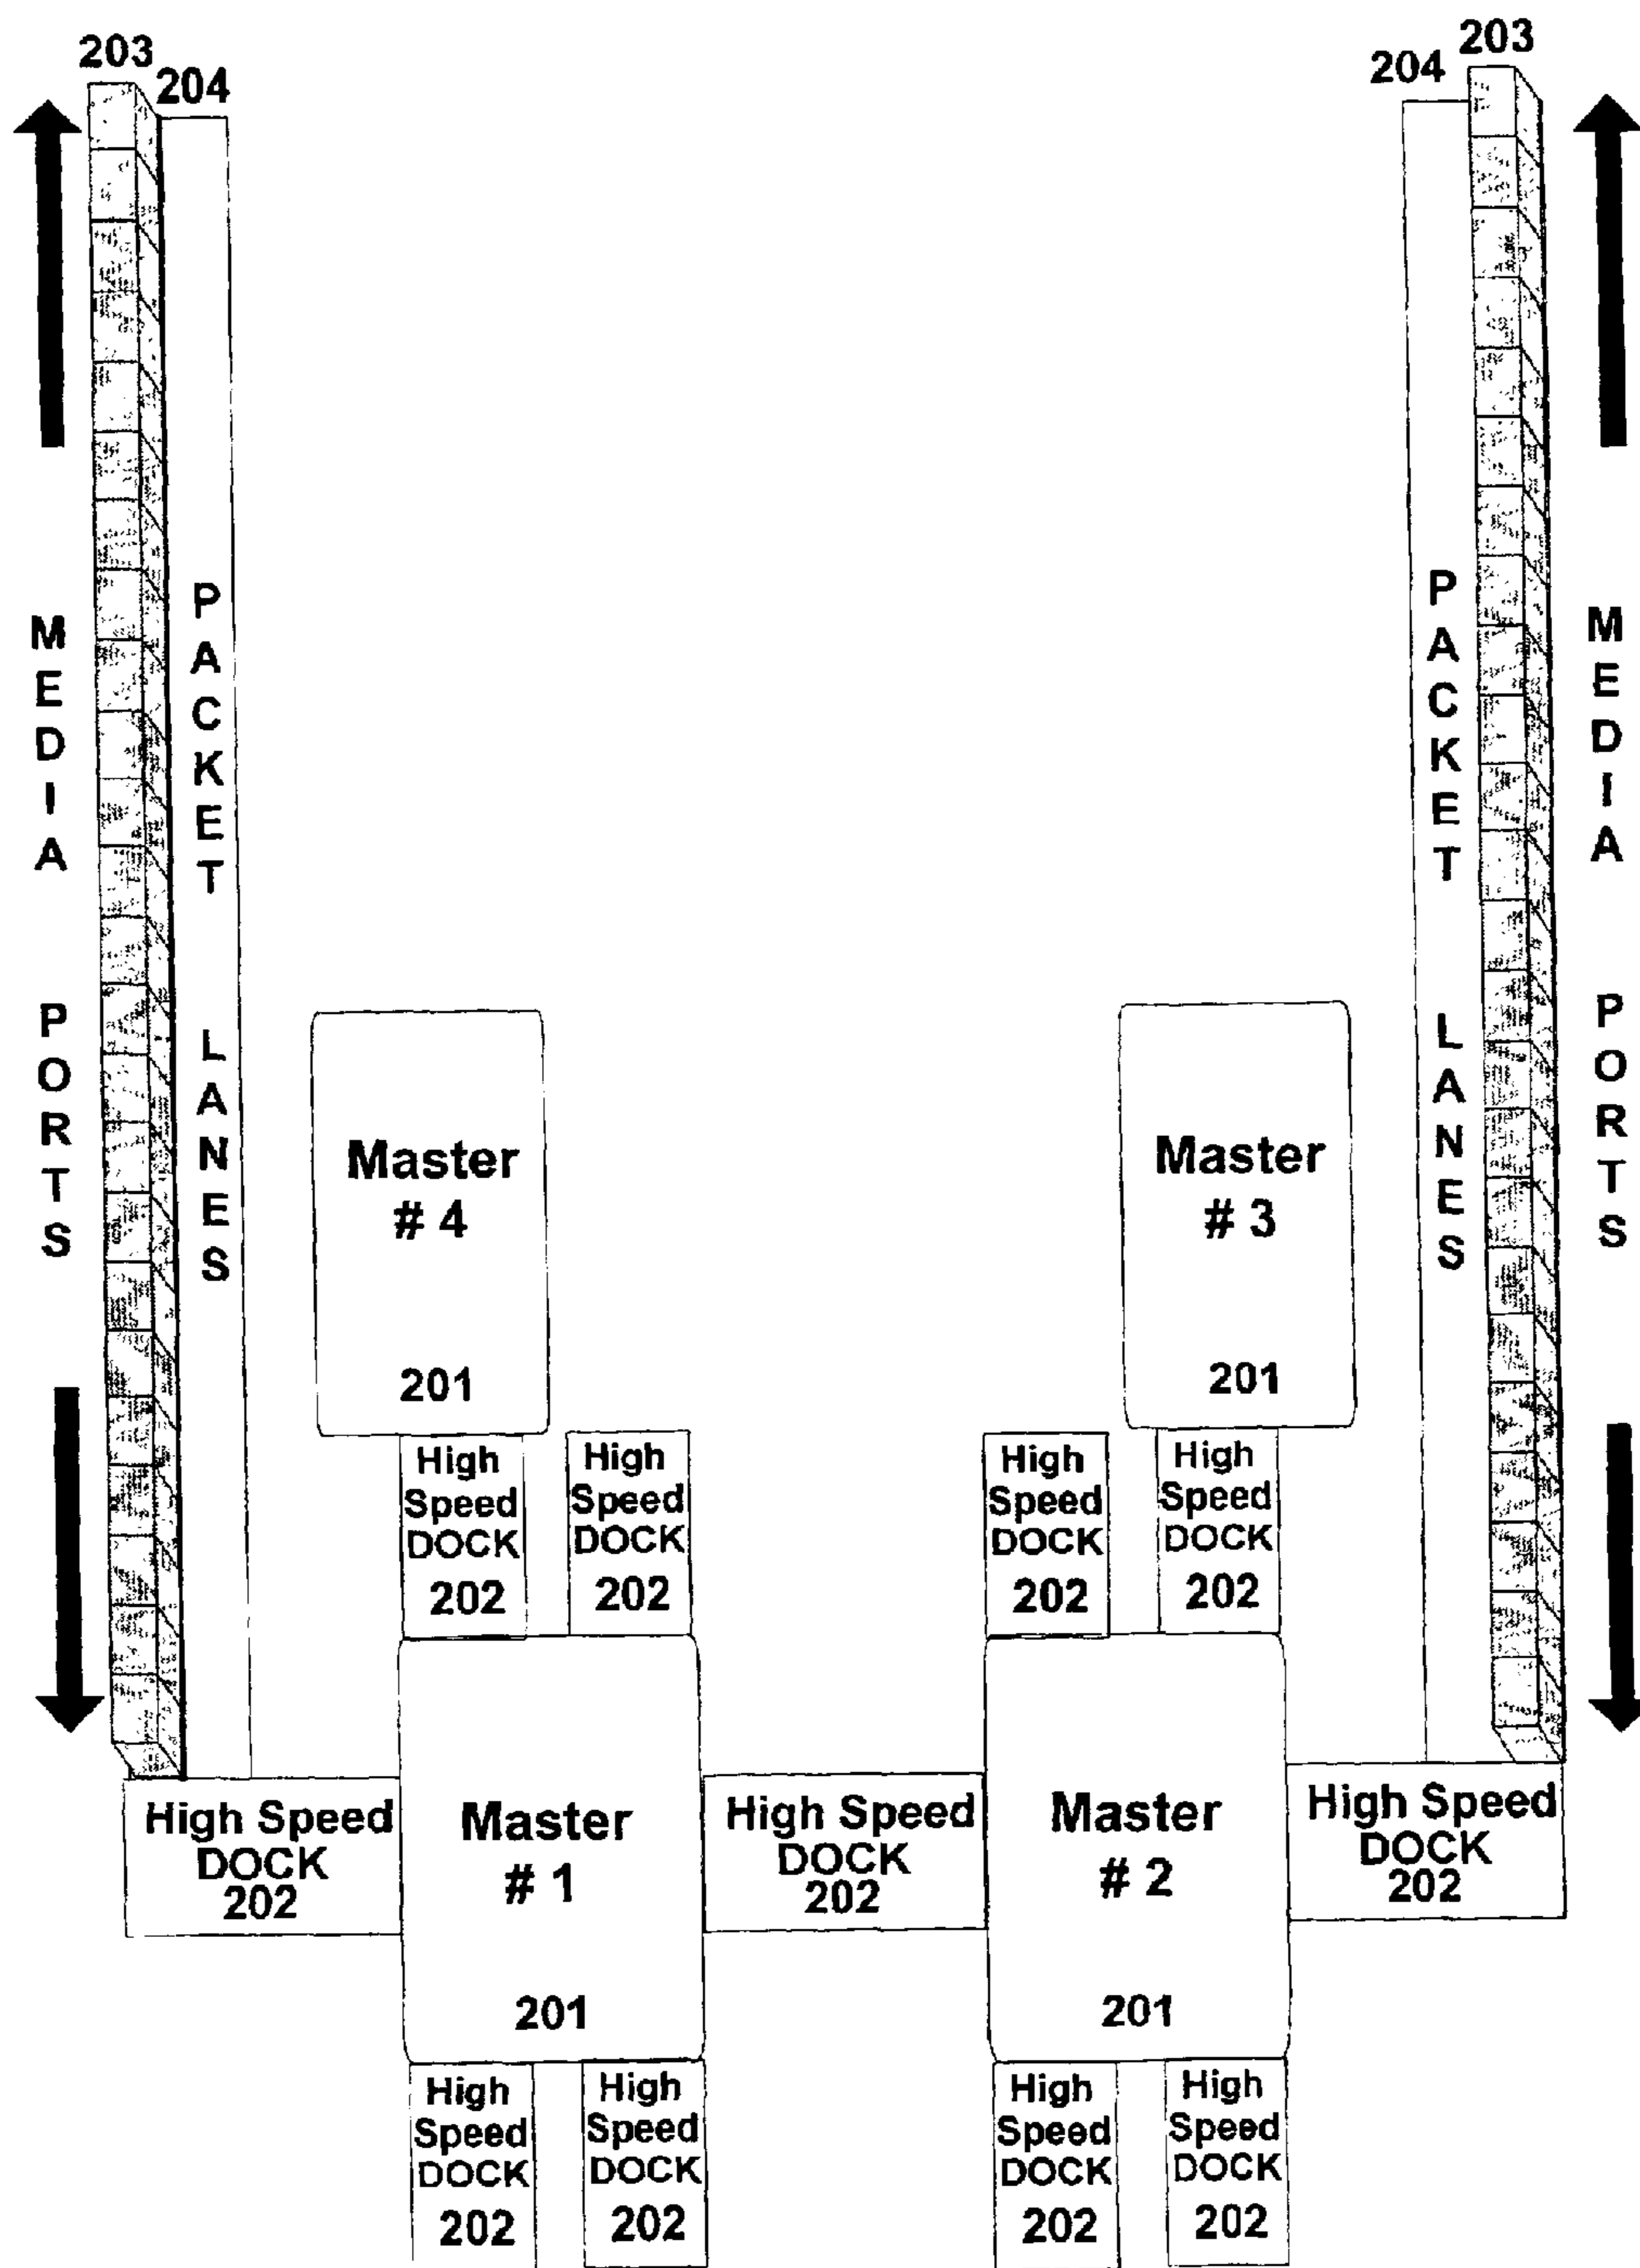 203
204
204
203
MEDIA PORTS
PACKET LANES
PACKET LANES
MEDIA PORTS
Master
# 4
201
Master
# 3
201
High
Speed
DOCK
202
High
Speed
DOCK
202
High
Speed
DOCK
202
High
Speed
DOCK
202
High Speed
DOCK
202
Master
# 1
201
High Speed
DOCK
202
Master
# 2
201
High Speed
DOCK
202
High
Speed
DOCK
202
High
Speed
DOCK
202
High
Speed
DOCK
202
High
Speed
DOCK
202